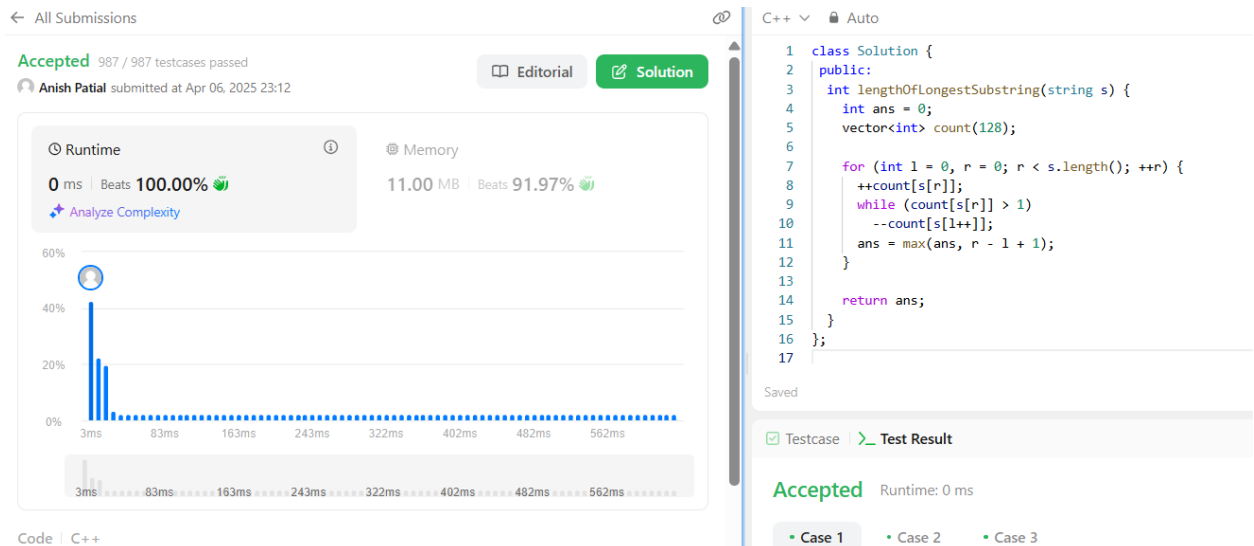 All Submissions
Accepted 987 / 987 testcases passed
Anish Patial submitted at Apr 06, 2025 23:12
Editorial
Solution
Runtime
0 ms Beats 100.00%
Analyze Complexity
Memory
11.00 MB Beats 91.97%
60%
40%
20%
0%
3ms 83ms 163ms 243ms 322ms 402ms 482ms 562ms
3ms 83ms 163ms 243ms 322ms 402ms 482ms 562ms
Code C++
C++ Auto
1 class Solution {
2 public:
3 int lengthOfLongestSubstring(string s) {
4 int ans = 0;
5 vector<int> count(128);
6
7 for (int l = 0, r = 0; r < s.length(); ++r) {
8 ++count[s[r]];
9 while (count[s[r]] > 1)
10 --count[s[l++]];
11 ans = max(ans, r - l + 1);
12 }
13
14 return ans;
15 }
16 };
17
Saved
Testcase Test Result
Accepted Runtime: 0 ms
Case 1 Case 2 Case 3